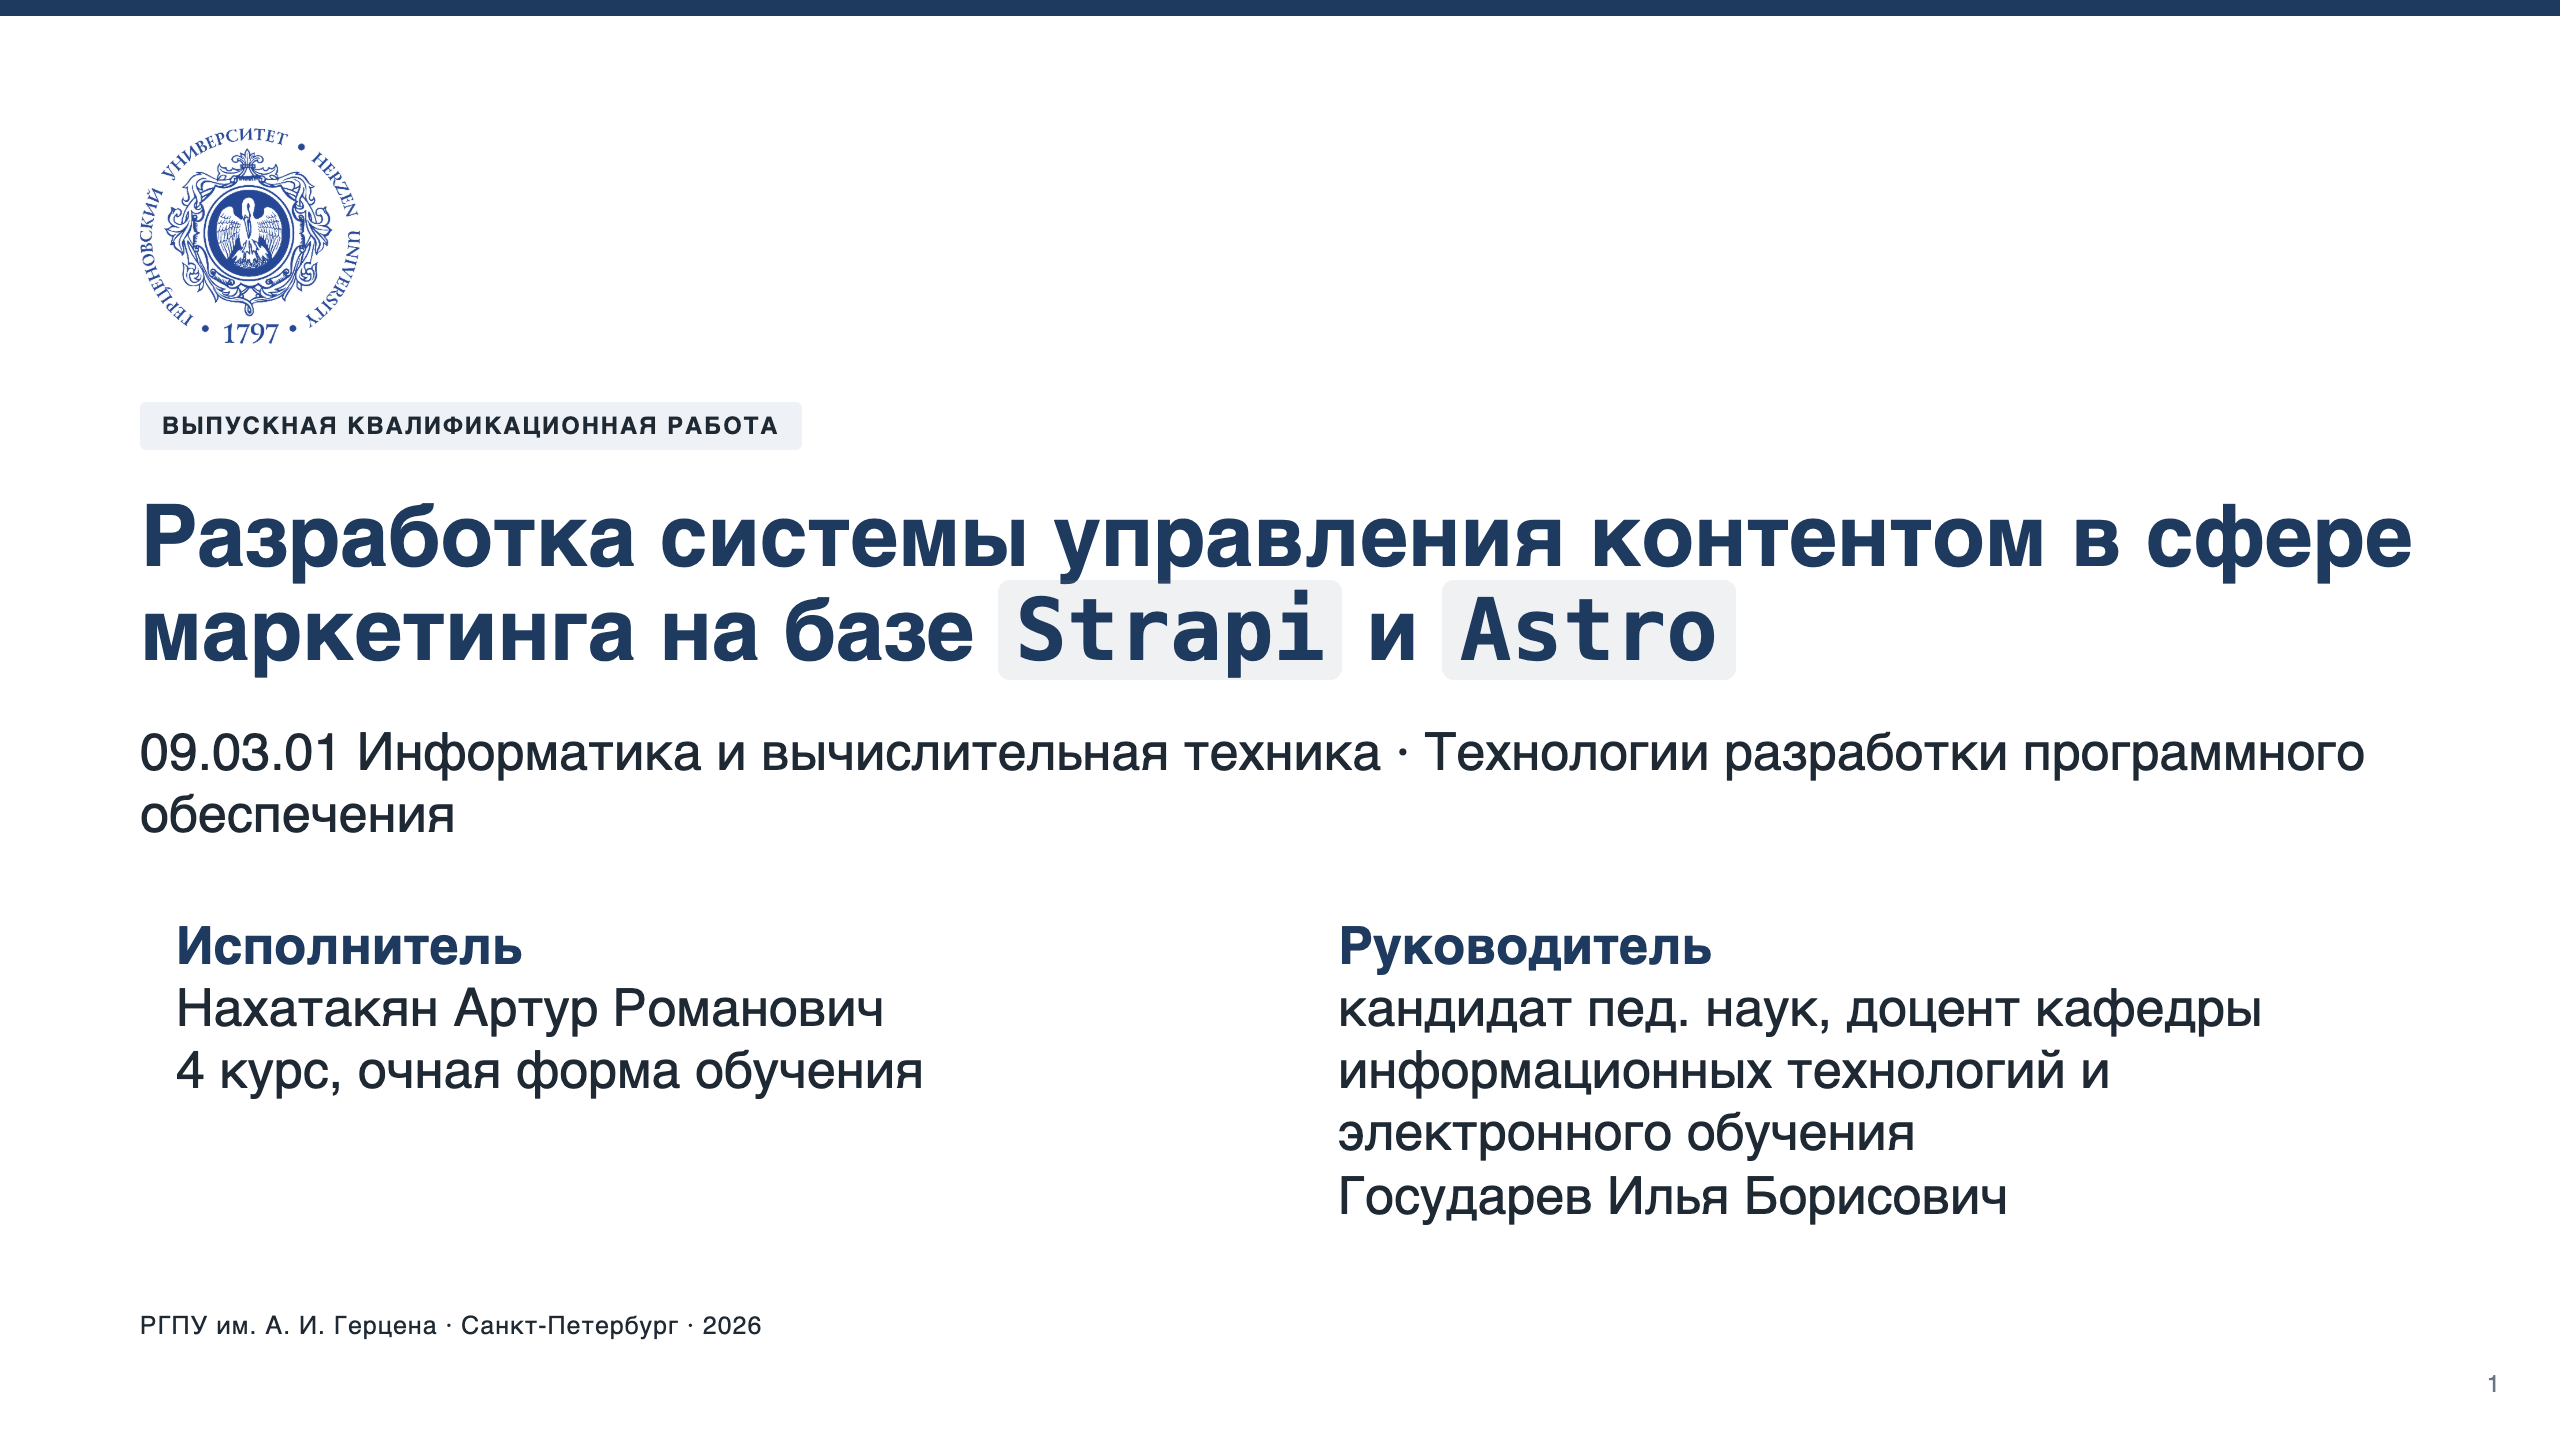 ГЕРЦЕНОВСКИЙ УНИВЕРСИТЕТ • HERZEN UNIVERSITY
• 1797 •
ВЫПУСКНАЯ КВАЛИФИКАЦИОННАЯ РАБОТА
Разработка системы управления контентом в сфере
маркетинга на базе Strapi и Astro
09.03.01 Информатика и вычислительная техника · Технологии разработки программного
обеспечения
Исполнитель
Нахатакян Артур Романович
4 курс, очная форма обучения
Руководитель
кандидат пед. наук, доцент кафедры
информационных технологий и
электронного обучения
Государев Илья Борисович
РГПУ им. А. И. Герцена · Санкт-Петербург · 2026
1